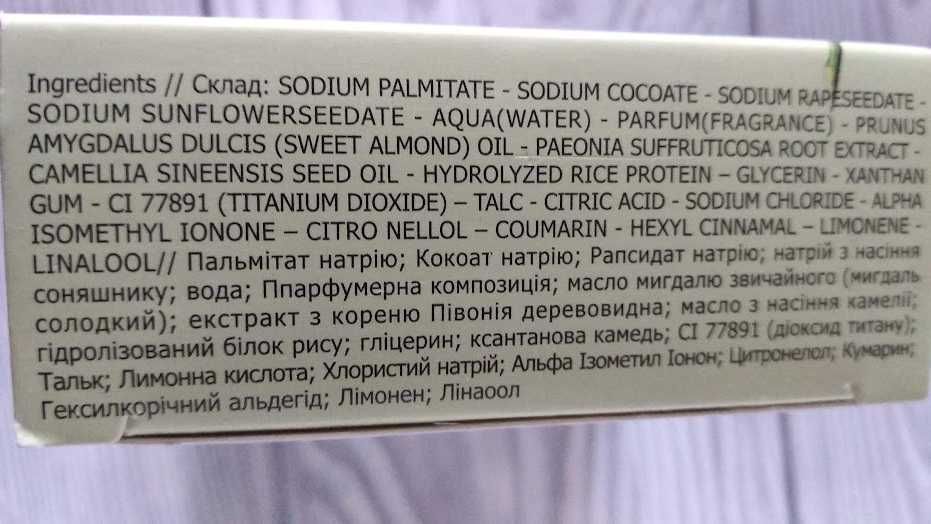 Ingredients // Склад: SODIUM PALMITATE - SODIUM COCOATE - SODIUM RAPESEEDATE -
SODIUM SUNFLOWERSEEDATE - AQUA(WATER) - PARFUM(FRAGRANCE) - PRUNUS
AMYGDALUS DULCIS (SWEET ALMOND) OIL - PAEONIA SUFFRUTICOSA ROOT EXTRACT -
CAMELLIA SINEENSIS SEED OIL - HYDROLYZED RICE PROTEIN – GLYCERIN - XANTHAN
GUM - CI 77891 (TITANIUM DIOXIDE) – TALC - CITRIC ACID - SODIUM CHLORIDE - ALPHA
ISOMETHYL IONONE – CITRO NELLOL – COUMARIN - HEXYL CINNAMAL – LIMONENE -
LINALOOL// Пальмітат натрію; Кокоат натрію; Рапсидат натрію; натрій з насіння
соняшнику; вода; Ппарфумерна композиція; масло мигдалю звичайного (мигдаль
солодкий); екстракт з кореню Півонія деревовидна; масло з насіння камелії;
гідролізований білок рису; гліцерин; ксантанова камедь; CI 77891 (діоксид титану);
Тальк; Лимонна кислота; Хлористий натрій; Альфа Ізометил Іонон; Цитронелол; Кумарин;
Гексилкорічний альдегід; Лімонен; Лінаоол